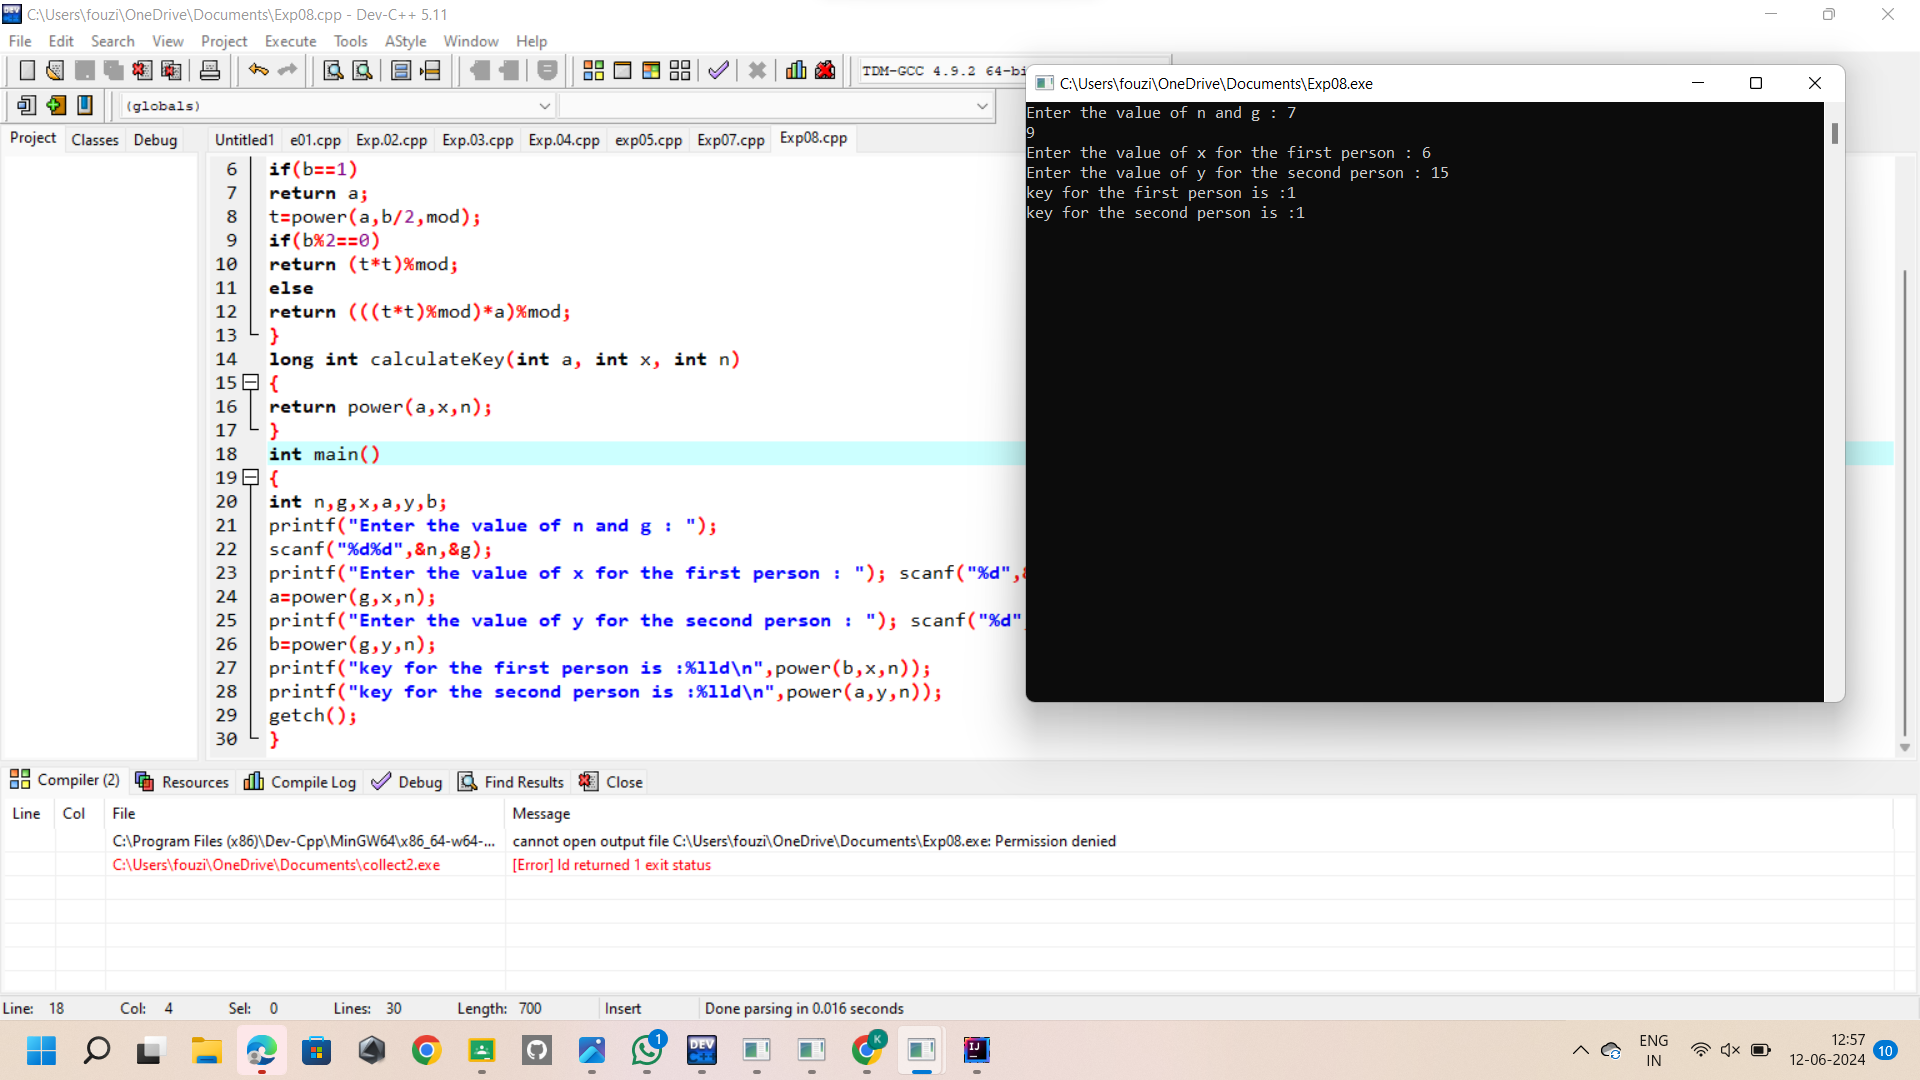 C:\Users\fouzi\OneDrive\Documents\Exp08.cpp - Dev-C++ 5.11
File Edit Search View Project Execute Tools AStyle Window Help
TDM-GCC 4.9.2 64-bi
(globals)
Project Classes Debug
Untitled1 e01.cpp Exp.02.cpp Exp.03.cpp Exp.04.cpp exp05.cpp Exp07.cpp Exp08.cpp
6 if(b==1)
7 return a;
8 t=power(a,b/2,mod);
9 if(b%2==0)
10 return (t*t)%mod;
11 else
12 return (((t*t)%mod)*a)%mod;
13 }
14 long int calculateKey(int a, int x, int n)
15 {
16 return power(a,x,n);
17 }
18 int main()
19 {
20 int n,g,x,a,y,b;
21 printf("Enter the value of n and g : ");
22 scanf("%d%d",&n,&g);
23 printf("Enter the value of x for the first person : "); scanf("%d",
24 a=power(g,x,n);
25 printf("Enter the value of y for the second person : "); scanf("%d"
26 b=power(g,y,n);
27 printf("key for the first person is :%lld\n",power(b,x,n));
28 printf("key for the second person is :%lld\n",power(a,y,n));
29 getch();
30 }
C:\Users\fouzi\OneDrive\Documents\Exp08.exe
Enter the value of n and g : 7
9
Enter the value of x for the first person : 6
Enter the value of y for the second person : 15
key for the first person is :1
key for the second person is :1
Compiler (2) Resources Compile Log Debug Find Results Close
Line Col File Message
C:\Program Files (x86)\Dev-Cpp\MinGW64\x86_64-w64-... cannot open output file C:\Users\fouzi\OneDrive\Documents\Exp08.exe: Permission denied
C:\Users\fouzi\OneDrive\Documents\collect2.exe [Error] ld returned 1 exit status
Line: 18 Col: 4 Sel: 0 Lines: 30 Length: 700 Insert Done parsing in 0.016 seconds
DEV
1
DEV C++
K
IJ
ENG
IN
12:57
12-06-2024
10